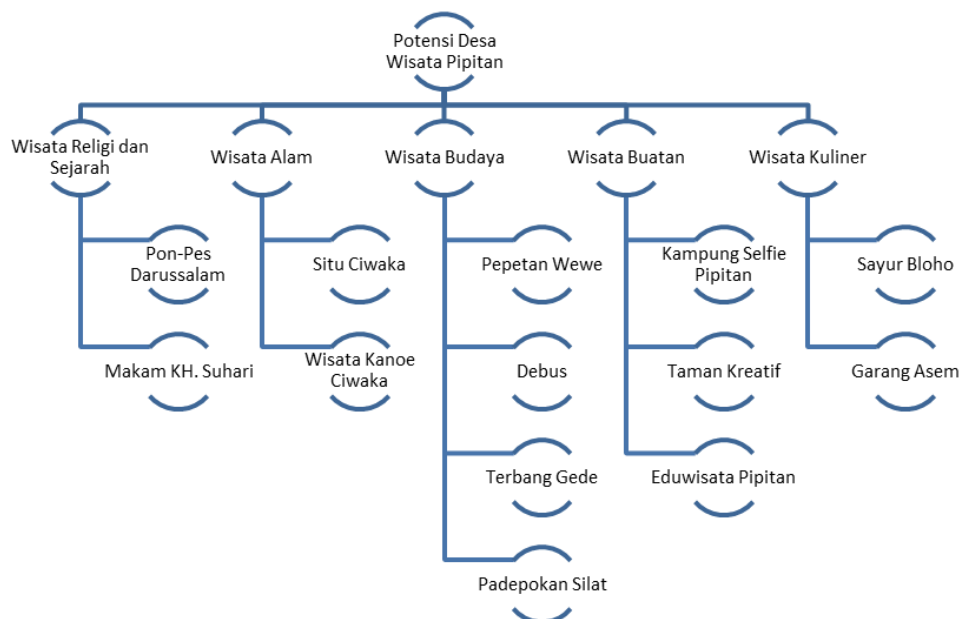 Potensi Desa
Wisata Pipitan
Wisata Religi dan
Sejarah
Wisata Alam
Wisata Budaya
Wisata Buatan
Wisata Kuliner
Pon-Pes
Darussalam
Situ Ciwaka
Pepetan Wewe
Kampung Selfie
Pipitan
Sayur Bloho
Makam KH. Suhari
Wisata Kanoe
Ciwaka
Debus
Taman Kreatif
Garang Asem
Terbang Gede
Eduwisata Pipitan
Padepokan Silat